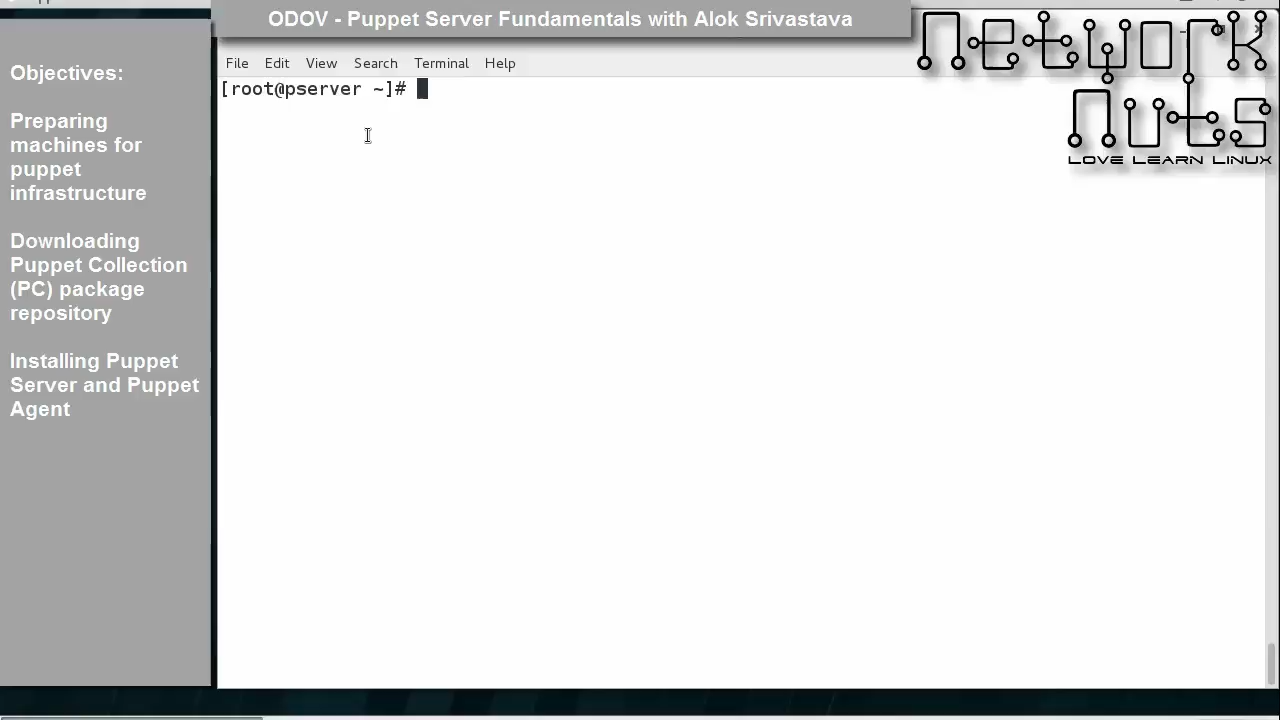 ODOV - Puppet Server Fundamentals with Alok Srivastava
network
nuts
LOVE LEARN LINUX
Objectives:
Preparing
machines for
puppet
infrastructure
Downloading
Puppet Collection
(PC) package
repository
Installing Puppet
Server and Puppet
Agent
File Edit View Search Terminal Help
[root@pserver ~]#